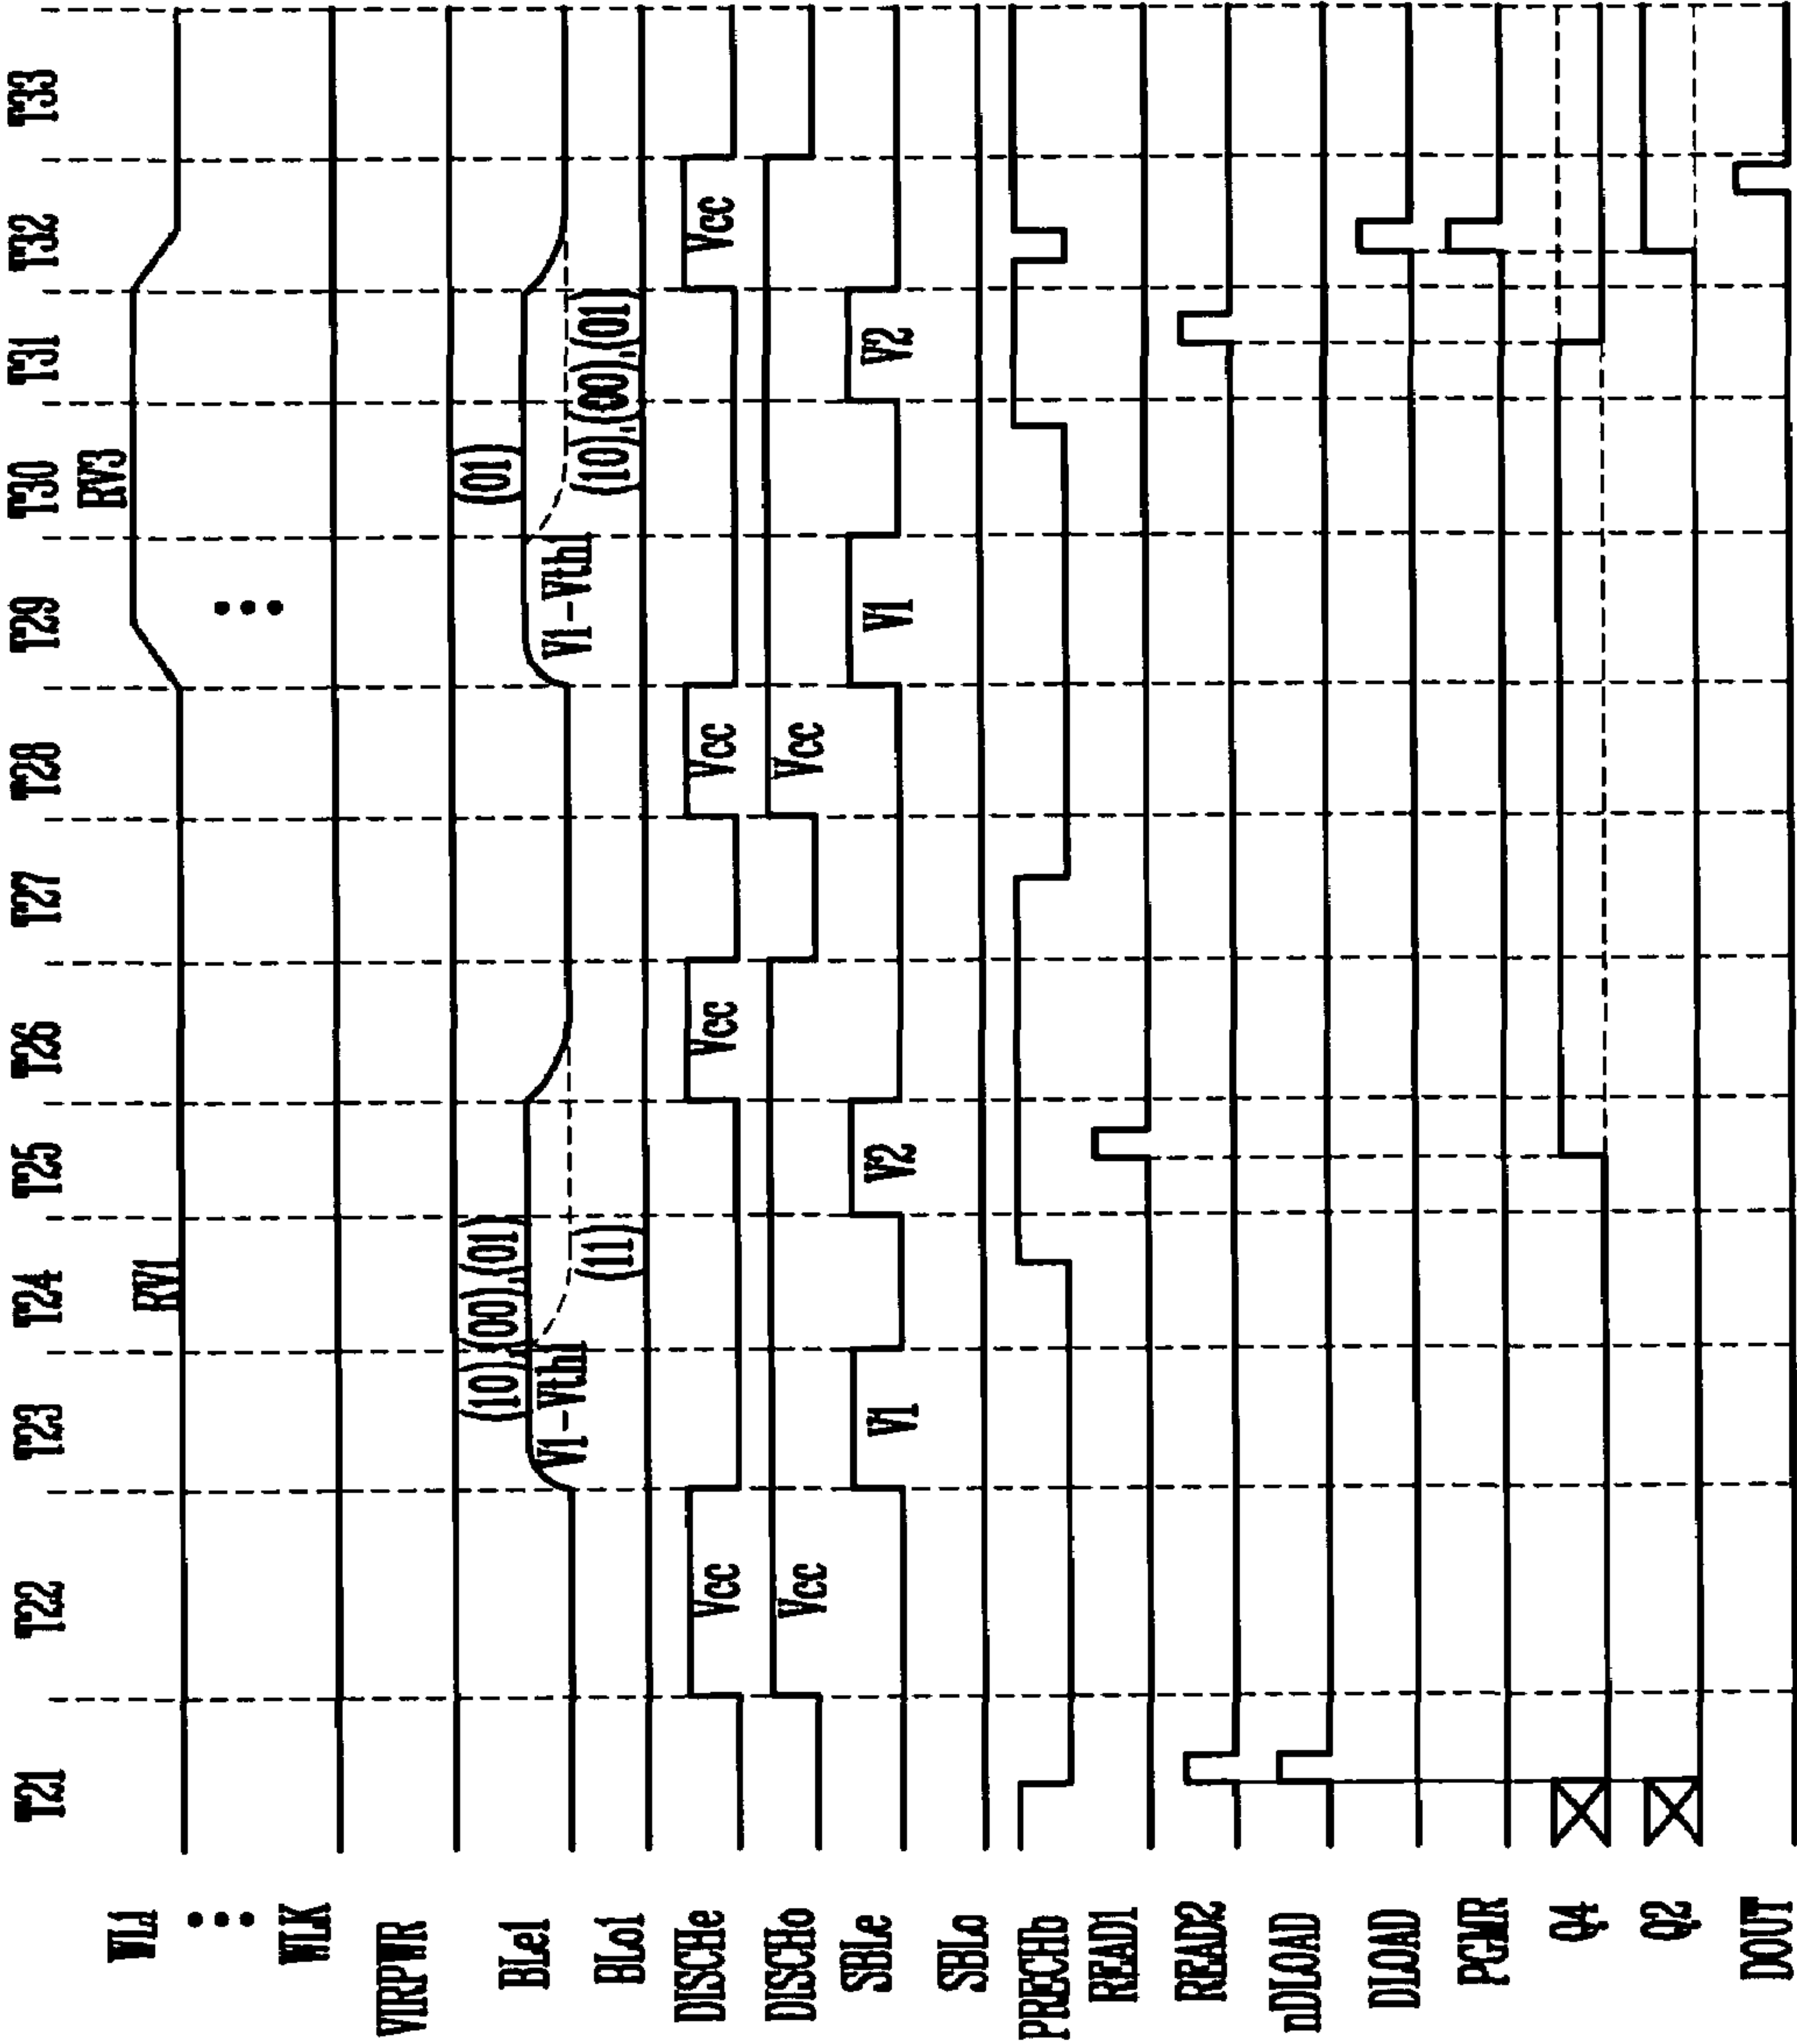 T21 T22 T23 T24 T25 T26 T27 T28 T29 T30 T31 T32 T33
WL1 RV1 RV3
WLK
VIRPWR
(10),(00),(01) (01)
BLe1 V1-Vth1 V1-Vth1
(11) (10),(00),(01)
BLo1
DISCHe Vcc Vcc Vcc Vcc
DISCHo Vcc Vcc
SBLe V1 V2 V1 V2
SBLo
PRECHb
READ1
READ2
nDLOAD
DLOAD
PGMR
Q4
Q2
DOUT